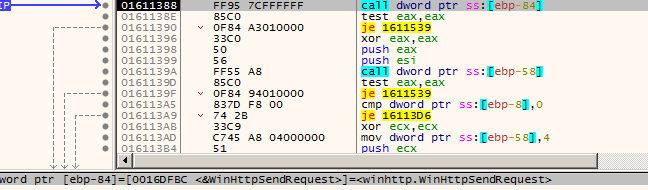 IP
01611388 FF95 7CFFFFFF call dword ptr ss:[ebp-84]
0161138E 85C0 test eax,eax
01611390 0F84 A3010000 je 1611539
01611396 33C0 xor eax,eax
01611398 50 push eax
01611399 56 push esi
0161139A FF55 A8 call dword ptr ss:[ebp-58]
0161139D 85C0 test eax,eax
0161139F 0F84 94010000 je 1611539
016113A5 837D F8 00 cmp dword ptr ss:[ebp-8],0
016113A9 74 2B je 16113D6
016113AB 33C9 xor ecx,ecx
016113AD C745 A8 04000000 mov dword ptr ss:[ebp-58],4
016113B4 51 push ecx
word ptr [ebp-84]=[0016DFBC <&WinHttpSendRequest>]=<winhttp.WinHttpSendRequest>